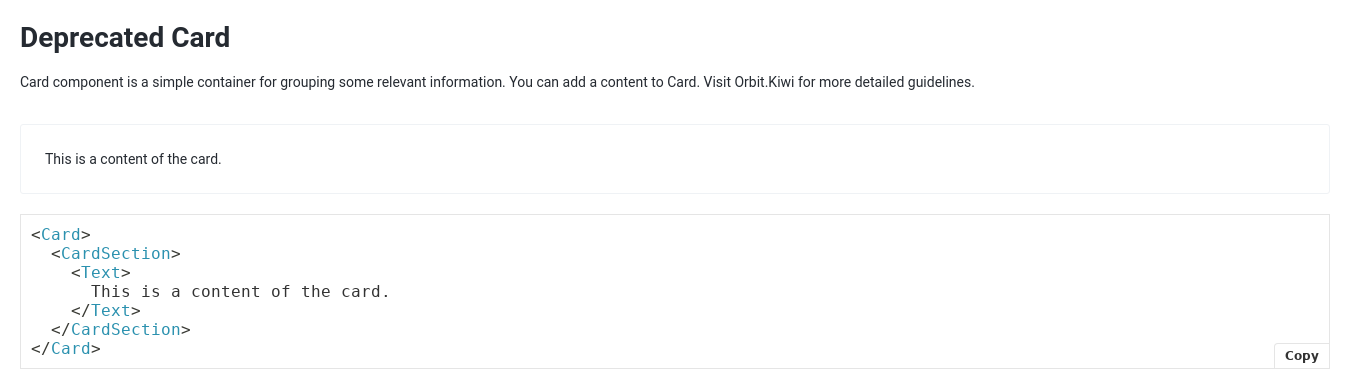 Deprecated Card
Card component is a simple container for grouping some relevant information. You can add a content to Card. Visit Orbit.Kiwi for more detailed guidelines.
This is a content of the card.
<Card>
  <CardSection>
    <Text>
      This is a content of the card.
    </Text>
  </CardSection>
</Card>
Copy